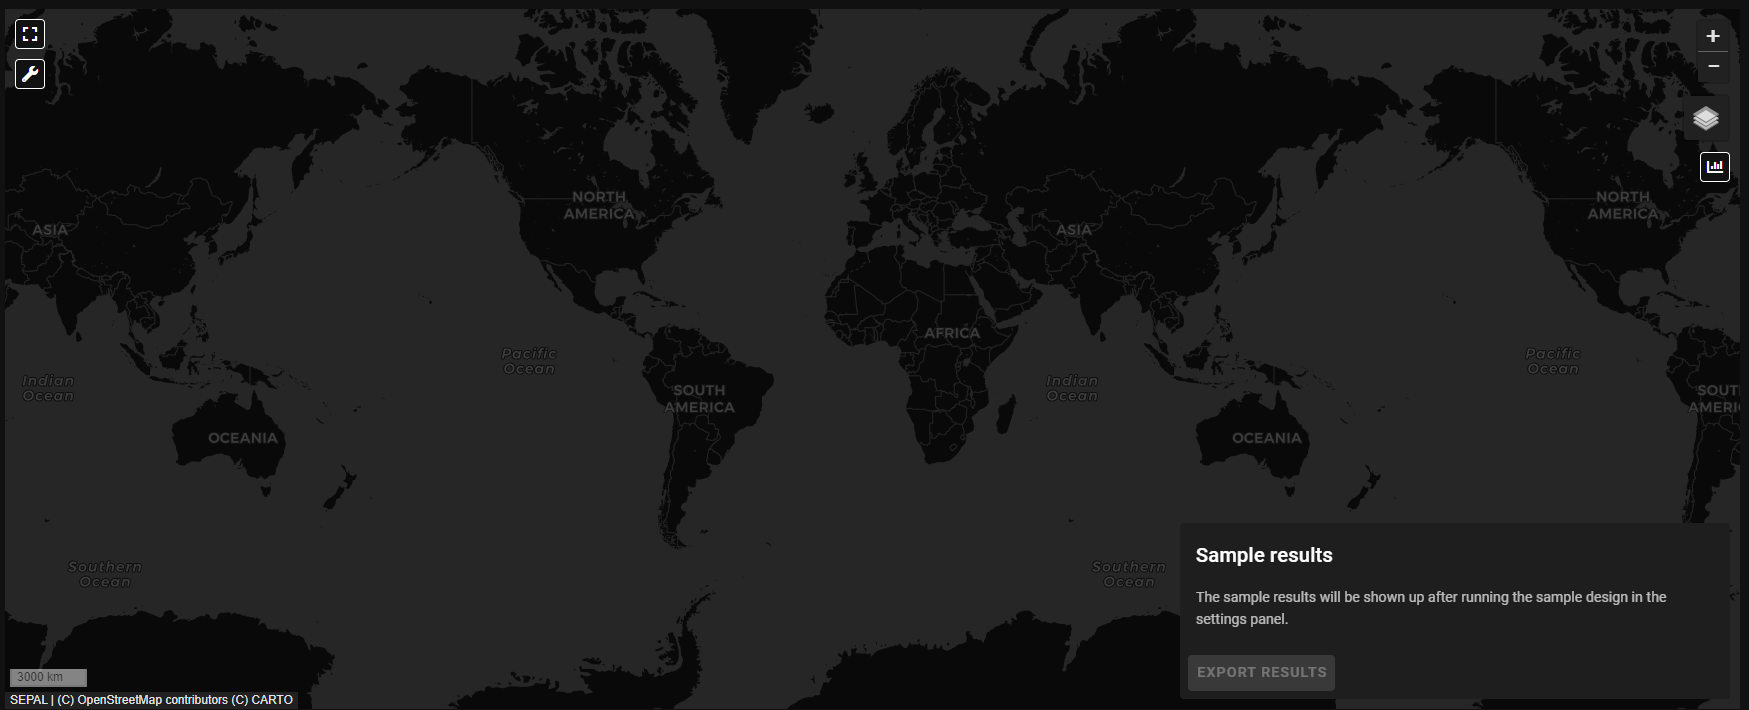 NORTH
AMERICA
NORTH
AMERICA
ASIA
ASIA
AFRICA
Pacific
Ocean
Pacific
Ocean
Indian
Ocean
Indian
Ocean
SOUTH
AMERICA
SOUT
AMERI
OCEANIA
OCEANIA
Southern
Ocean
Southern
Ocean
Sample results
The sample results will be shown up after running the sample design in the
settings panel.
EXPORT RESULTS
3000 km
SEPAL | (C) OpenStreetMap contributors (C) CARTO